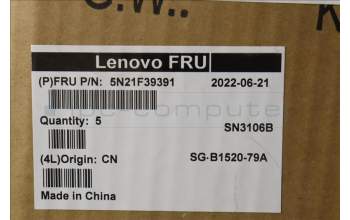 G.W..
Lenovo FRU
(P)FRU P/N: 5N21F39391 2022-06-21
Quantity: 5
SN3106B
(4L)Origin: CN SG-B1520-79A
Made in China